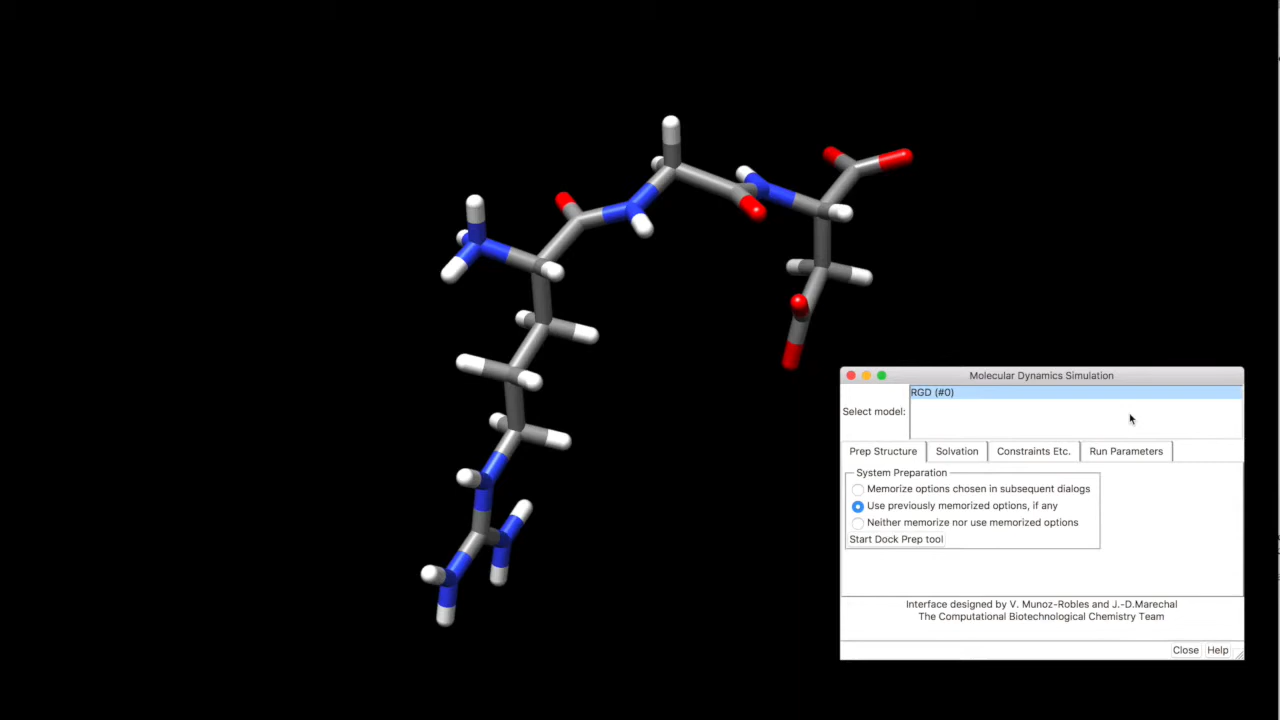 Molecular Dynamics Simulation
RGD (#0)
Select model:
Prep Structure Solvation Constraints Etc. Run Parameters
System Preparation
Memorize options chosen in subsequent dialogs
Use previously memorized options, if any
Neither memorize nor use memorized options
Start Dock Prep tool
Interface designed by V. Munoz-Robles and J.-D.Marechal
The Computational Biotechnological Chemistry Team
Close Help